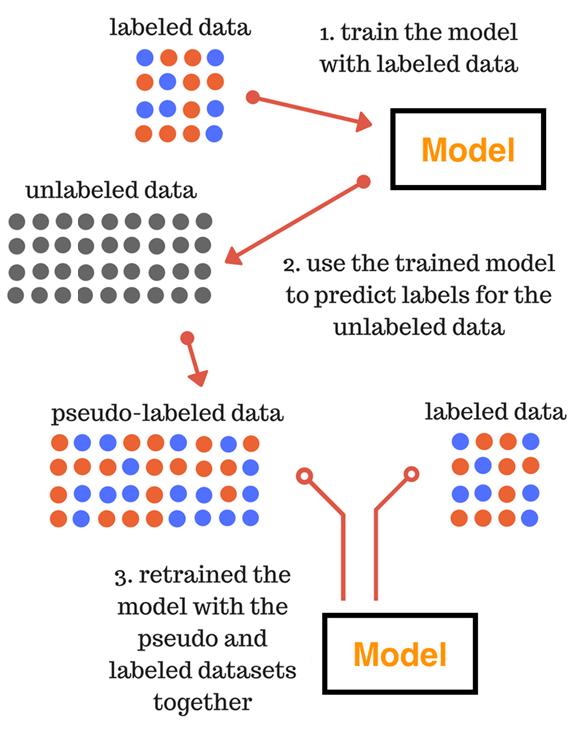 labeled data
1. train the model
with labeled data
Model
unlabeled data
2. use the trained model
to predict labels for the
unlabeled data
pseudo-labeled data
labeled data
3. retrained the
model with the
pseudo and
labeled datasets
together
Model